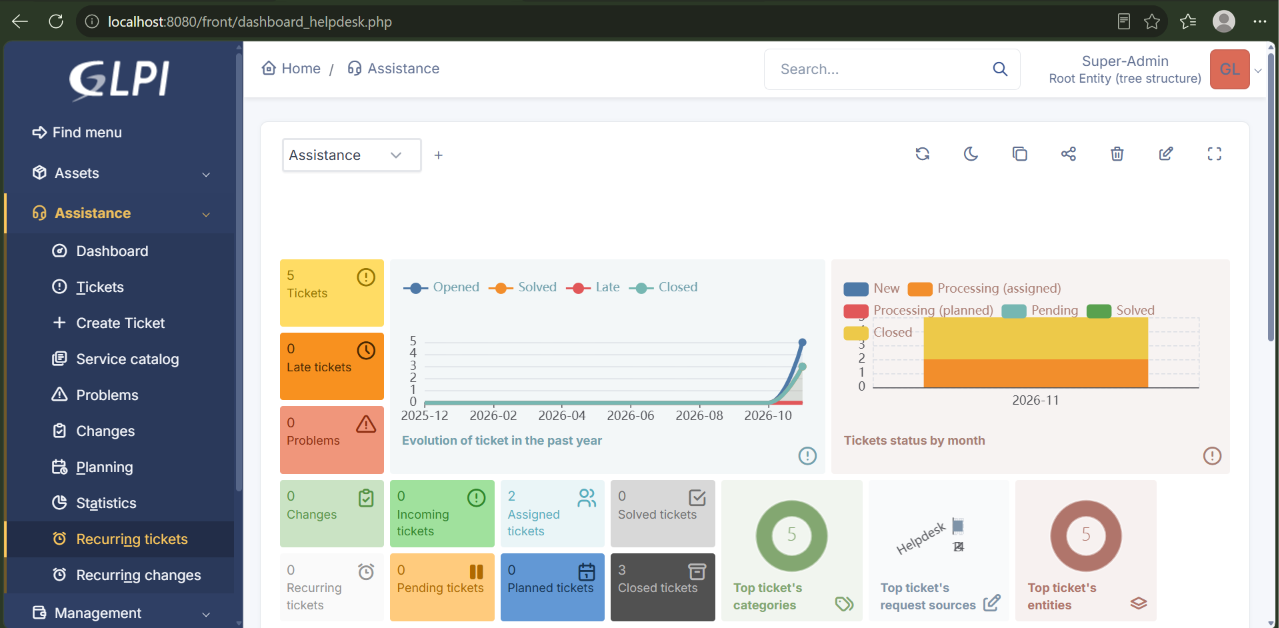 localhost:8080/front/dashboard_helpdesk.php
GLPI
Find menu
Assets
Assistance
Dashboard
Tickets
Create Ticket
Service catalog
Problems
Changes
Planning
Statistics
Recurring tickets
Recurring changes
Management
Home / Assistance
Search...
Super-Admin
Root Entity (tree structure)
GL
Assistance
+
5
Tickets
0
Late tickets
0
Problems
Opened Solved Late Closed
5
4
3
2
1
0
2025-12 2026-02 2026-04 2026-06 2026-08 2026-10
Evolution of ticket in the past year
New Processing (assigned)
Processing (planned) Pending Solved
Closed
5
3
2
1
0
2026-11
Tickets status by month
0
Changes
0
Incoming
tickets
2
Assigned
tickets
0
Solved tickets
0
Recurring
tickets
0
Pending tickets
0
Planned tickets
3
Closed tickets
5
Top ticket's
categories
Helpdesk
Top ticket's
request sources
5
Top ticket's
entities